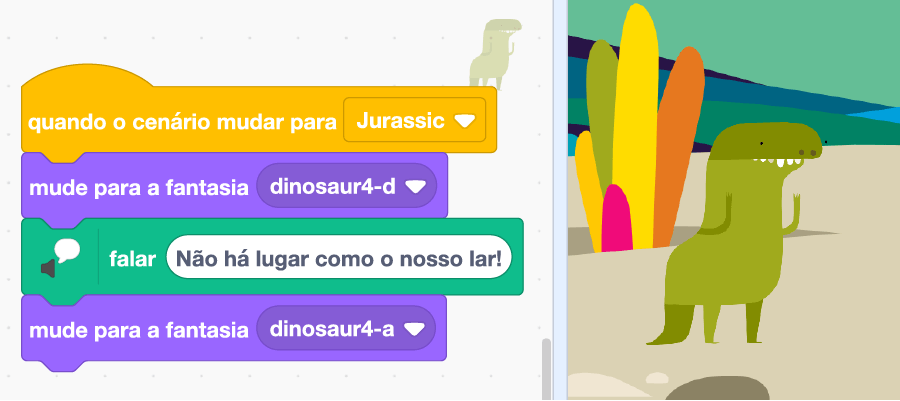 quando o cenário mudar para Jurassic
mude para a fantasia dinosaur4-d
falar Não há lugar como o nosso lar!
mude para a fantasia dinosaur4-a